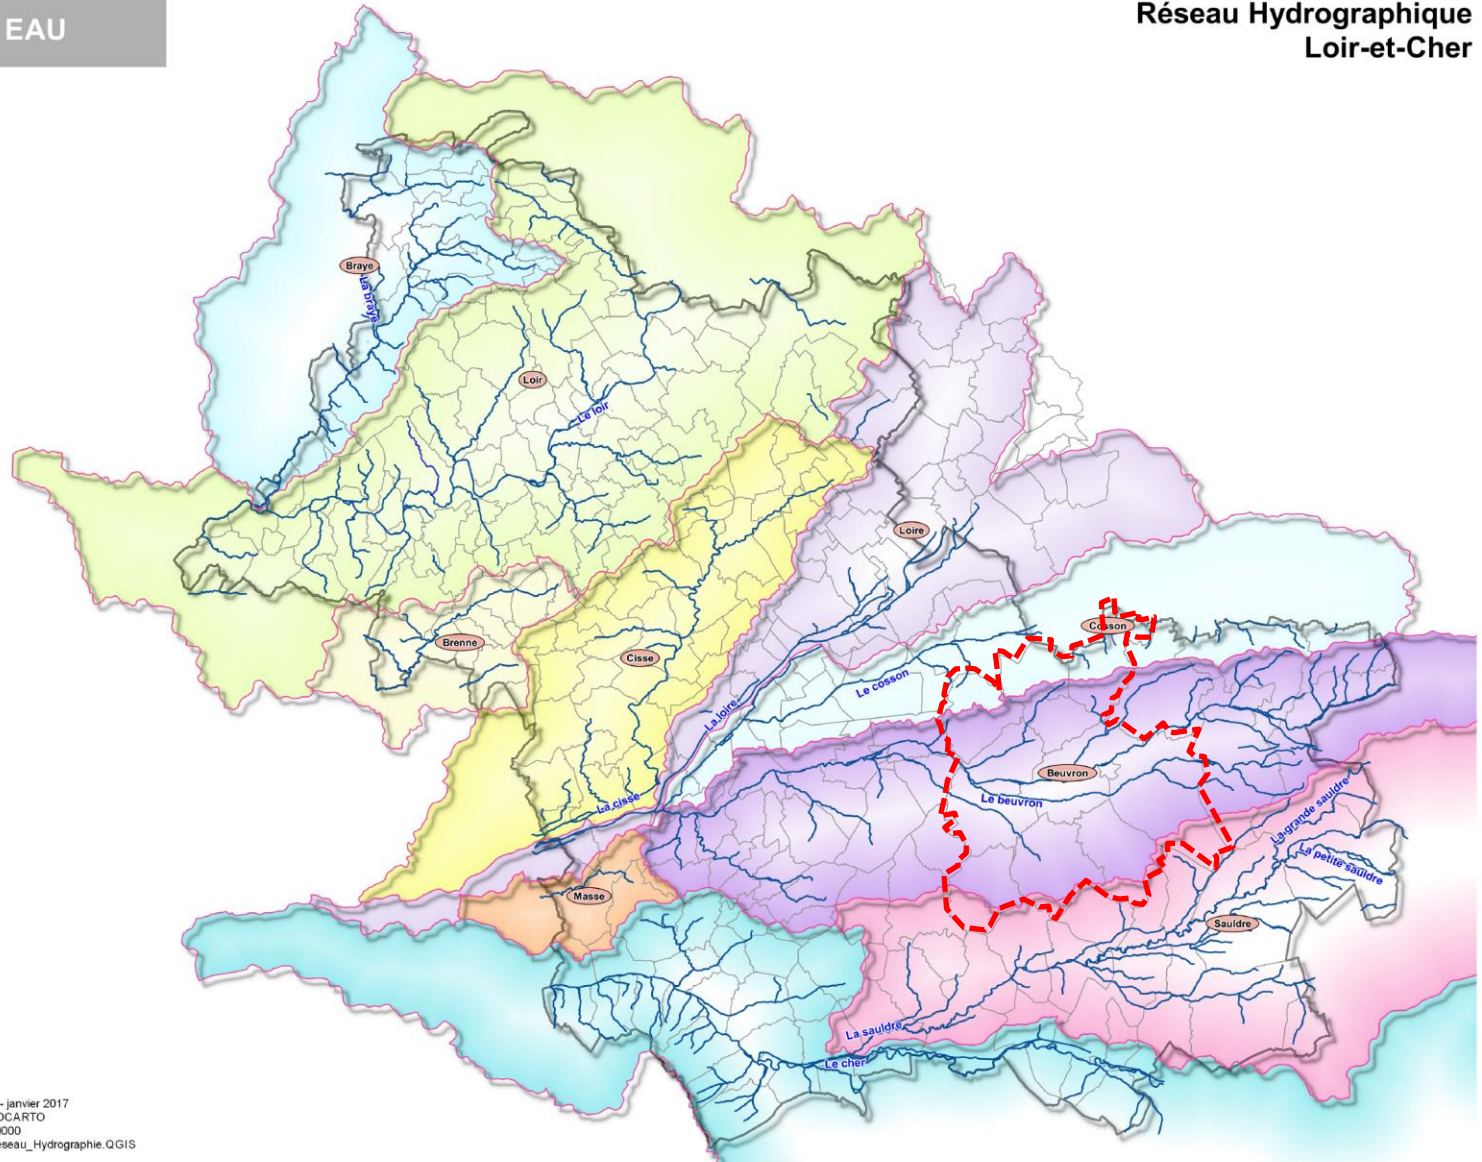 EAU
Réseau Hydrographique
Loir-et-Cher
Braye
La braye
Loir
Le loir
Loire
Cosson
Brenne
Cisse
Le cosson
La loire
Beuvron
Le beuvron
La cisse
La grande sauldre
La petite sauldre
Masse
Sauldre
La sauldre
Le cher
- janvier 2017
OCARTO
000
eseau_Hydrographie.QGIS